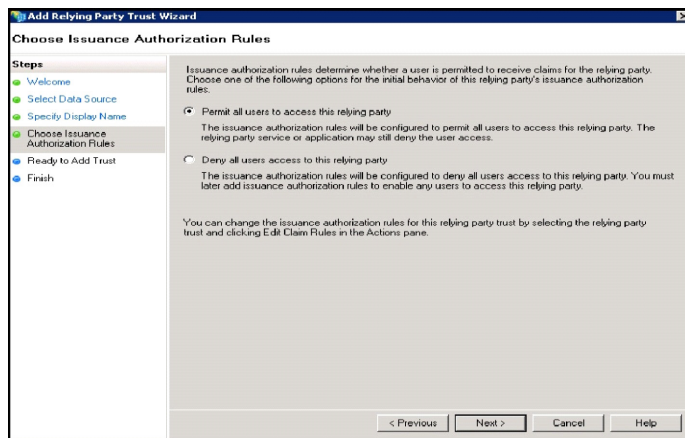 Add Relying Party Trust Wizard
Choose Issuance Authorization Rules
Steps
Welcome
Select Data Source
Specify Display Name
Choose Issuance
Authorization Rules
Ready to Add Trust
Finish
Issuance authorization rules determine whether a user is permitted to receive claims for the relying party.
Choose one of the following options for the initial behavior of this relying party's issuance authorization
rules.
Permit all users to access this relying party
The issuance authorization rules will be configured to permit all users to access this relying party. The
relying party service or application may still deny the user access.
Deny all users access to this relying party
The issuance authorization rules will be configured to deny all users access to this relying party. You must
later add issuance authorization rules to enable any users to access this relying party.
You can change the issuance authorization rules for this relying party trust by selecting the relying party
trust and clicking Edit Claim Rules in the Actions pane.
< Previous
Next >
Cancel
Help